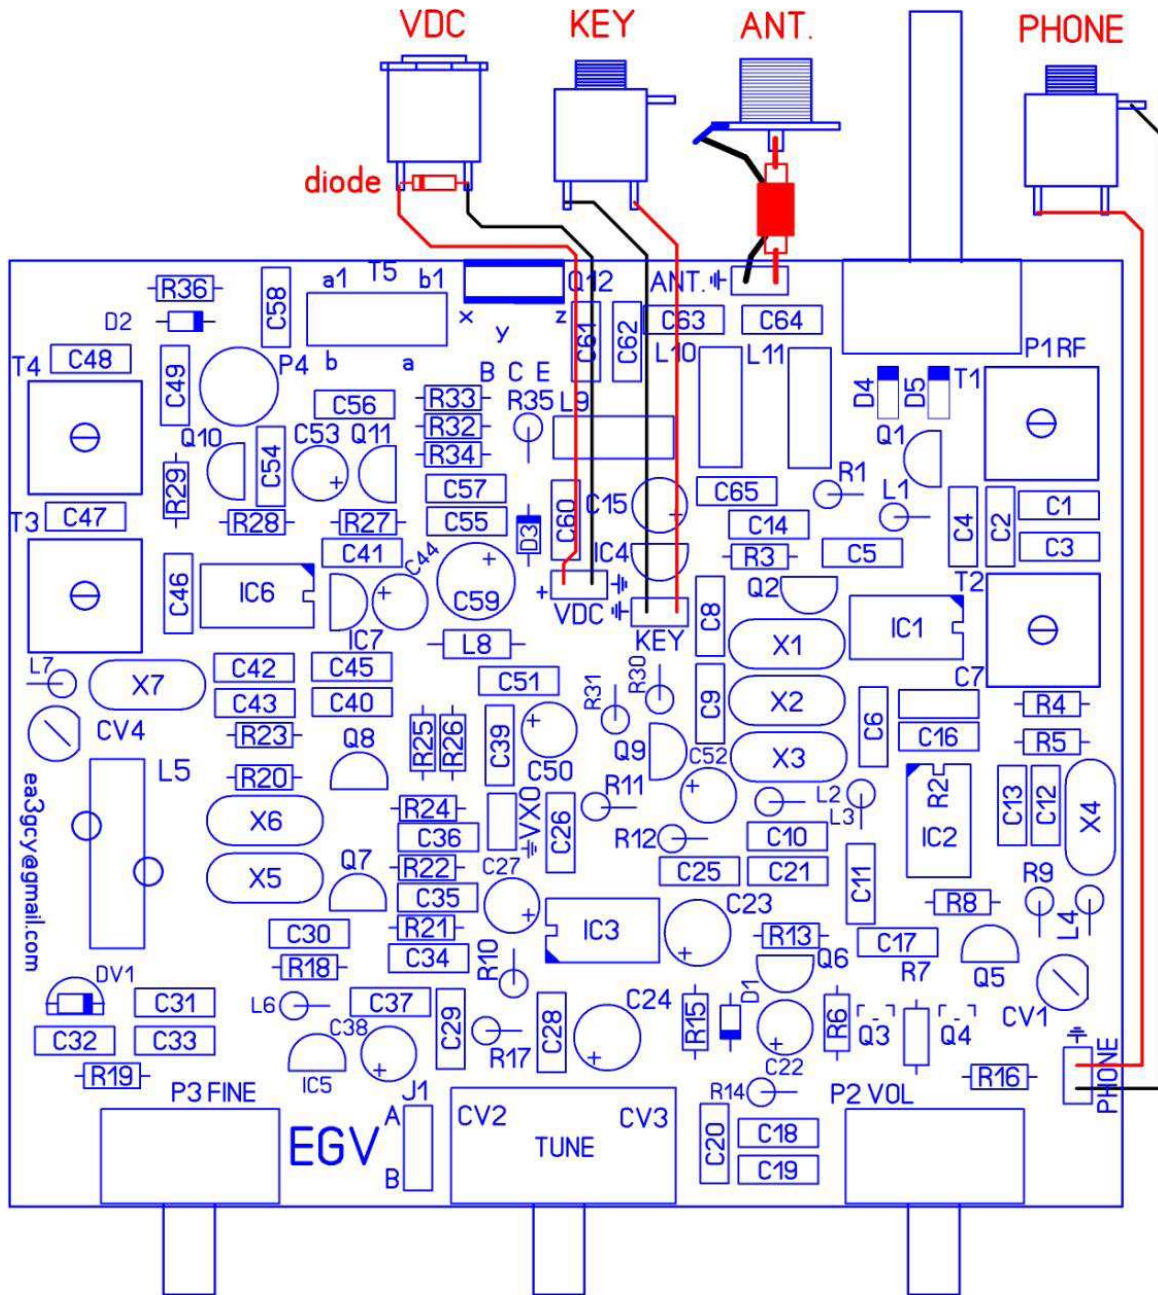 VDC KEY ANT. PHONE
diode
a1 T5 b1 Q12 ANT.
R36 C58 x y z C61 C62 C63 C64
D2
T4 C48 P4 b a L10 L11 P1 RF
C49 B C E D4 D5 T1
C56 R33 R35 L9
Q10 C53 Q11 R32 Q1
C54 R34
R29 C57 C60 C15 C65 R1 L1 C1
T3 C47 R28 R27 C55 D3 C14 C4 C2
C41 C44 IC4 R3 C5 C3
C46 IC6 C59 + VDC Q2 T2
IC7 KEY C8 IC1
L8 X1
L7 C42 C45 R31 R30 C7
X7 C43 C40 C51 C9 X2 C6 R4
CV4 R23 Q8 R25 R26 C39 Q9 C16 R5
L5 C50 C52 X3
R20 R11 L2 L3 R2 C13 C12 X4
X6 R24 VXO C26 R12 C10 IC2
C36
X5 Q7 R22 C27 C25 C21 C11 R9
C35 C23 R8 L4
C30 R21 IC3 R13 C17
R18 C34 R10 Q6 R7 Q5
ea3gcy@gmail.com
DV1 C31 L6 C37 C29 C28 C24 R15 D1 R6 Q3 Q4 CV1
C32 C33 C38 R17
R19 IC5 C22 R16 PHONE
P3 FINE J1 R14 P2 VOL
EGV A CV2 CV3 C20 C18
B TUNE C19